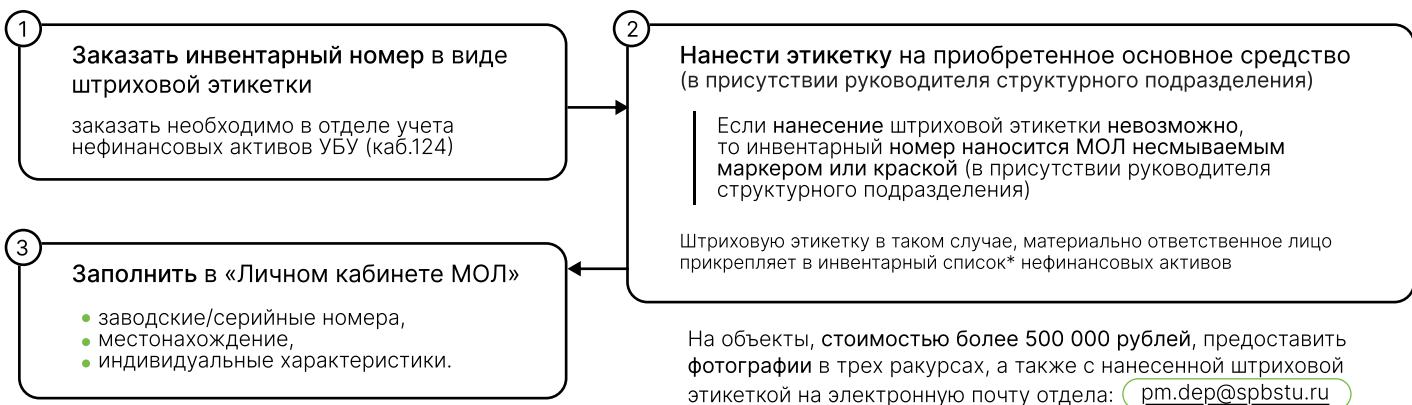 1
Заказать инвентарный номер в виде
штриховой этикетки
заказать необходимо в отделе учета
нефинансовых активов УБУ (каб.124)
2
Нанести этикетку на приобретенное основное средство
(в присутствии руководителя структурного подразделения)
Если нанесение штриховой этикетки невозможно,
то инвентарный номер наносится МОЛ несмываемым
маркером или краской (в присутствии руководителя
структурного подразделения)
Штриховую этикетку в таком случае, материально ответственное лицо
прикрепляет в инвентарный список* нефинансовых активов
3
Заполнить в «Личном кабинете МОЛ»
• заводские/серийные номера,
• местонахождение,
• индивидуальные характеристики.
На объекты, стоимостью более 500 000 рублей, предоставить
фотографии в трех ракурсах, а также с нанесенной штриховой
этикеткой на электронную почту отдела: pm.dep@spbstu.ru